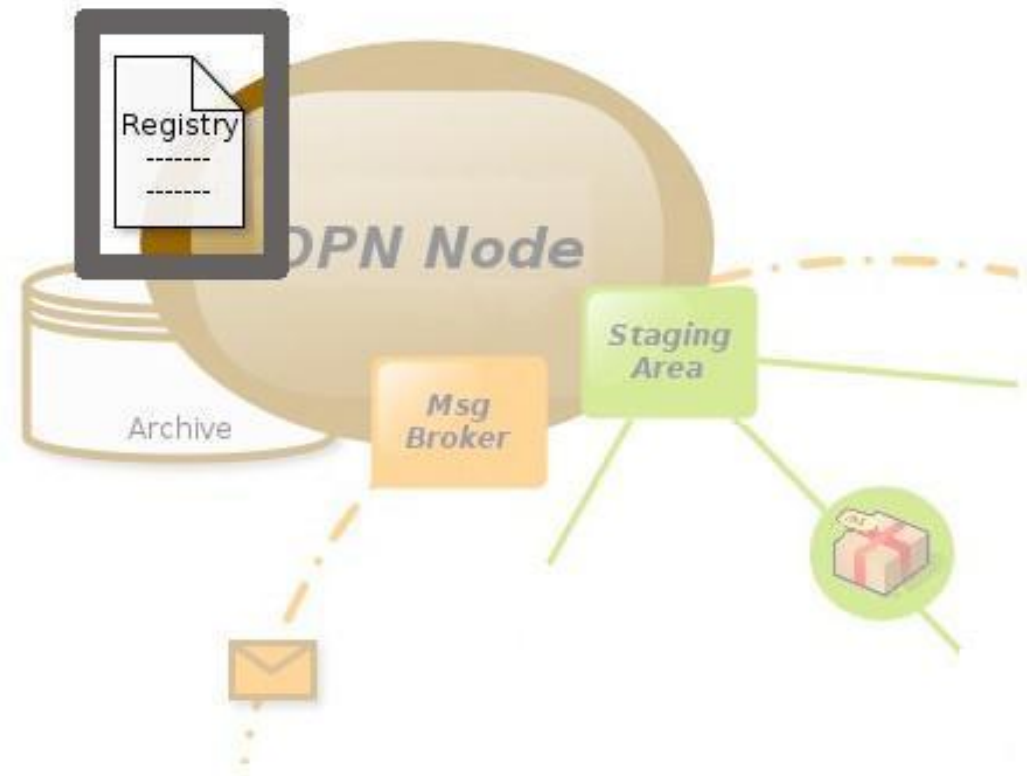 Registry
-------
-------
DPN Node
Staging
Area
Msg
Broker
Archive